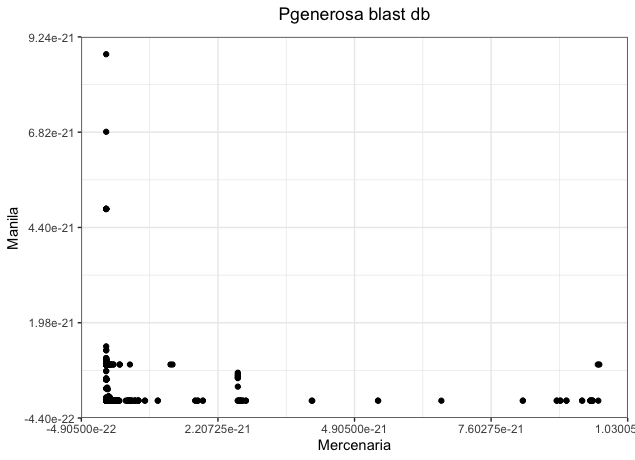 Pgenerosa blast db
9.24e-21
6.82e-21
4.40e-21
1.98e-21
-4.40e-22
Manila
-4.90500e-22 2.20725e-21 4.90500e-21 7.60275e-21 1.03005
Mercenaria